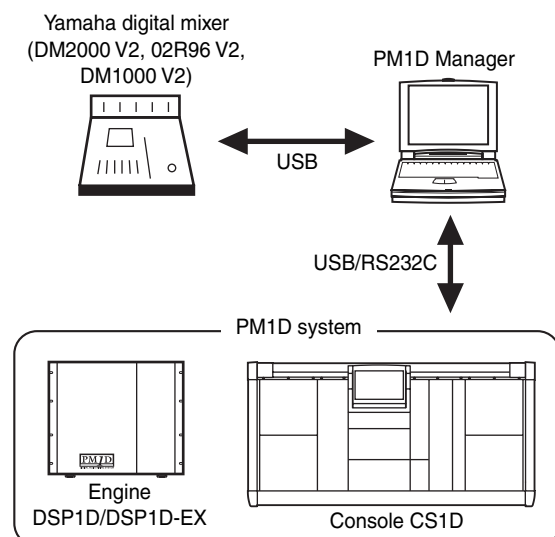 Yamaha digital mixer
(DM2000 V2, 02R96 V2,
DM1000 V2)
PM1D Manager
USB
USB/RS232C
PM1D system
PM1D
Engine
DSP1D/DSP1D-EX
Console CS1D